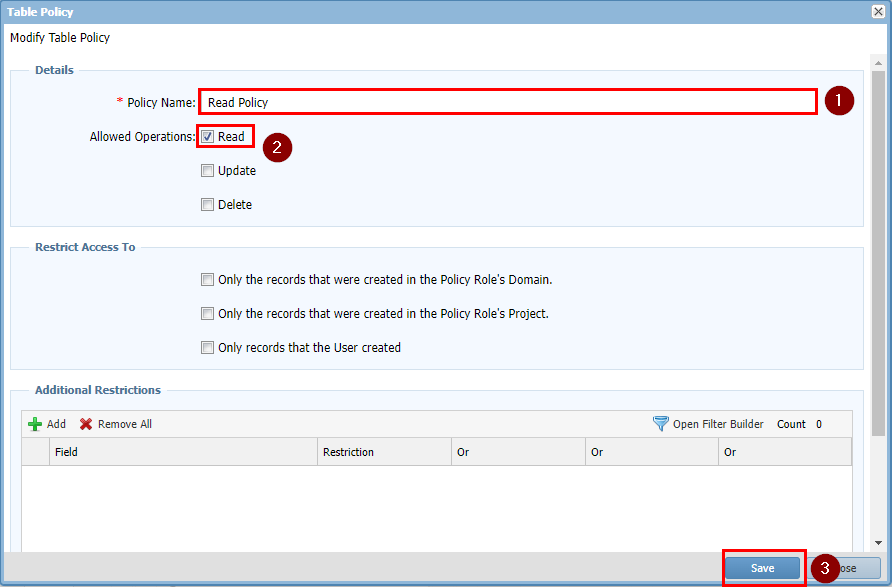 Table Policy
Modify Table Policy
Details
* Policy Name: Read Policy 1
Allowed Operations: Read 2
Update
Delete
Restrict Access To
Only the records that were created in the Policy Role's Domain.
Only the records that were created in the Policy Role's Project.
Only records that the User created
Additional Restrictions
Add Remove All Open Filter Builder Count 0
Field Restriction Or Or Or
Save 3